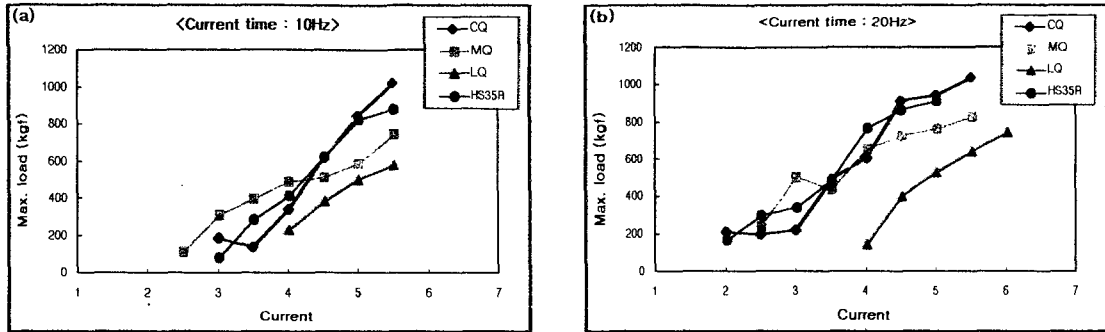 (a)
<Current time : 10Hz>
CQ
MQ
LQ
HS35R
1200
1000
800
600
400
200
0
Max. load (kgf)
1 2 3 4 5 6 7
Current
(b)
<Current time : 20Hz>
CQ
MQ
LQ
HS35R
1200
1000
800
600
400
200
0
Max. load (kgf)
1 2 3 4 5 6 7
Current